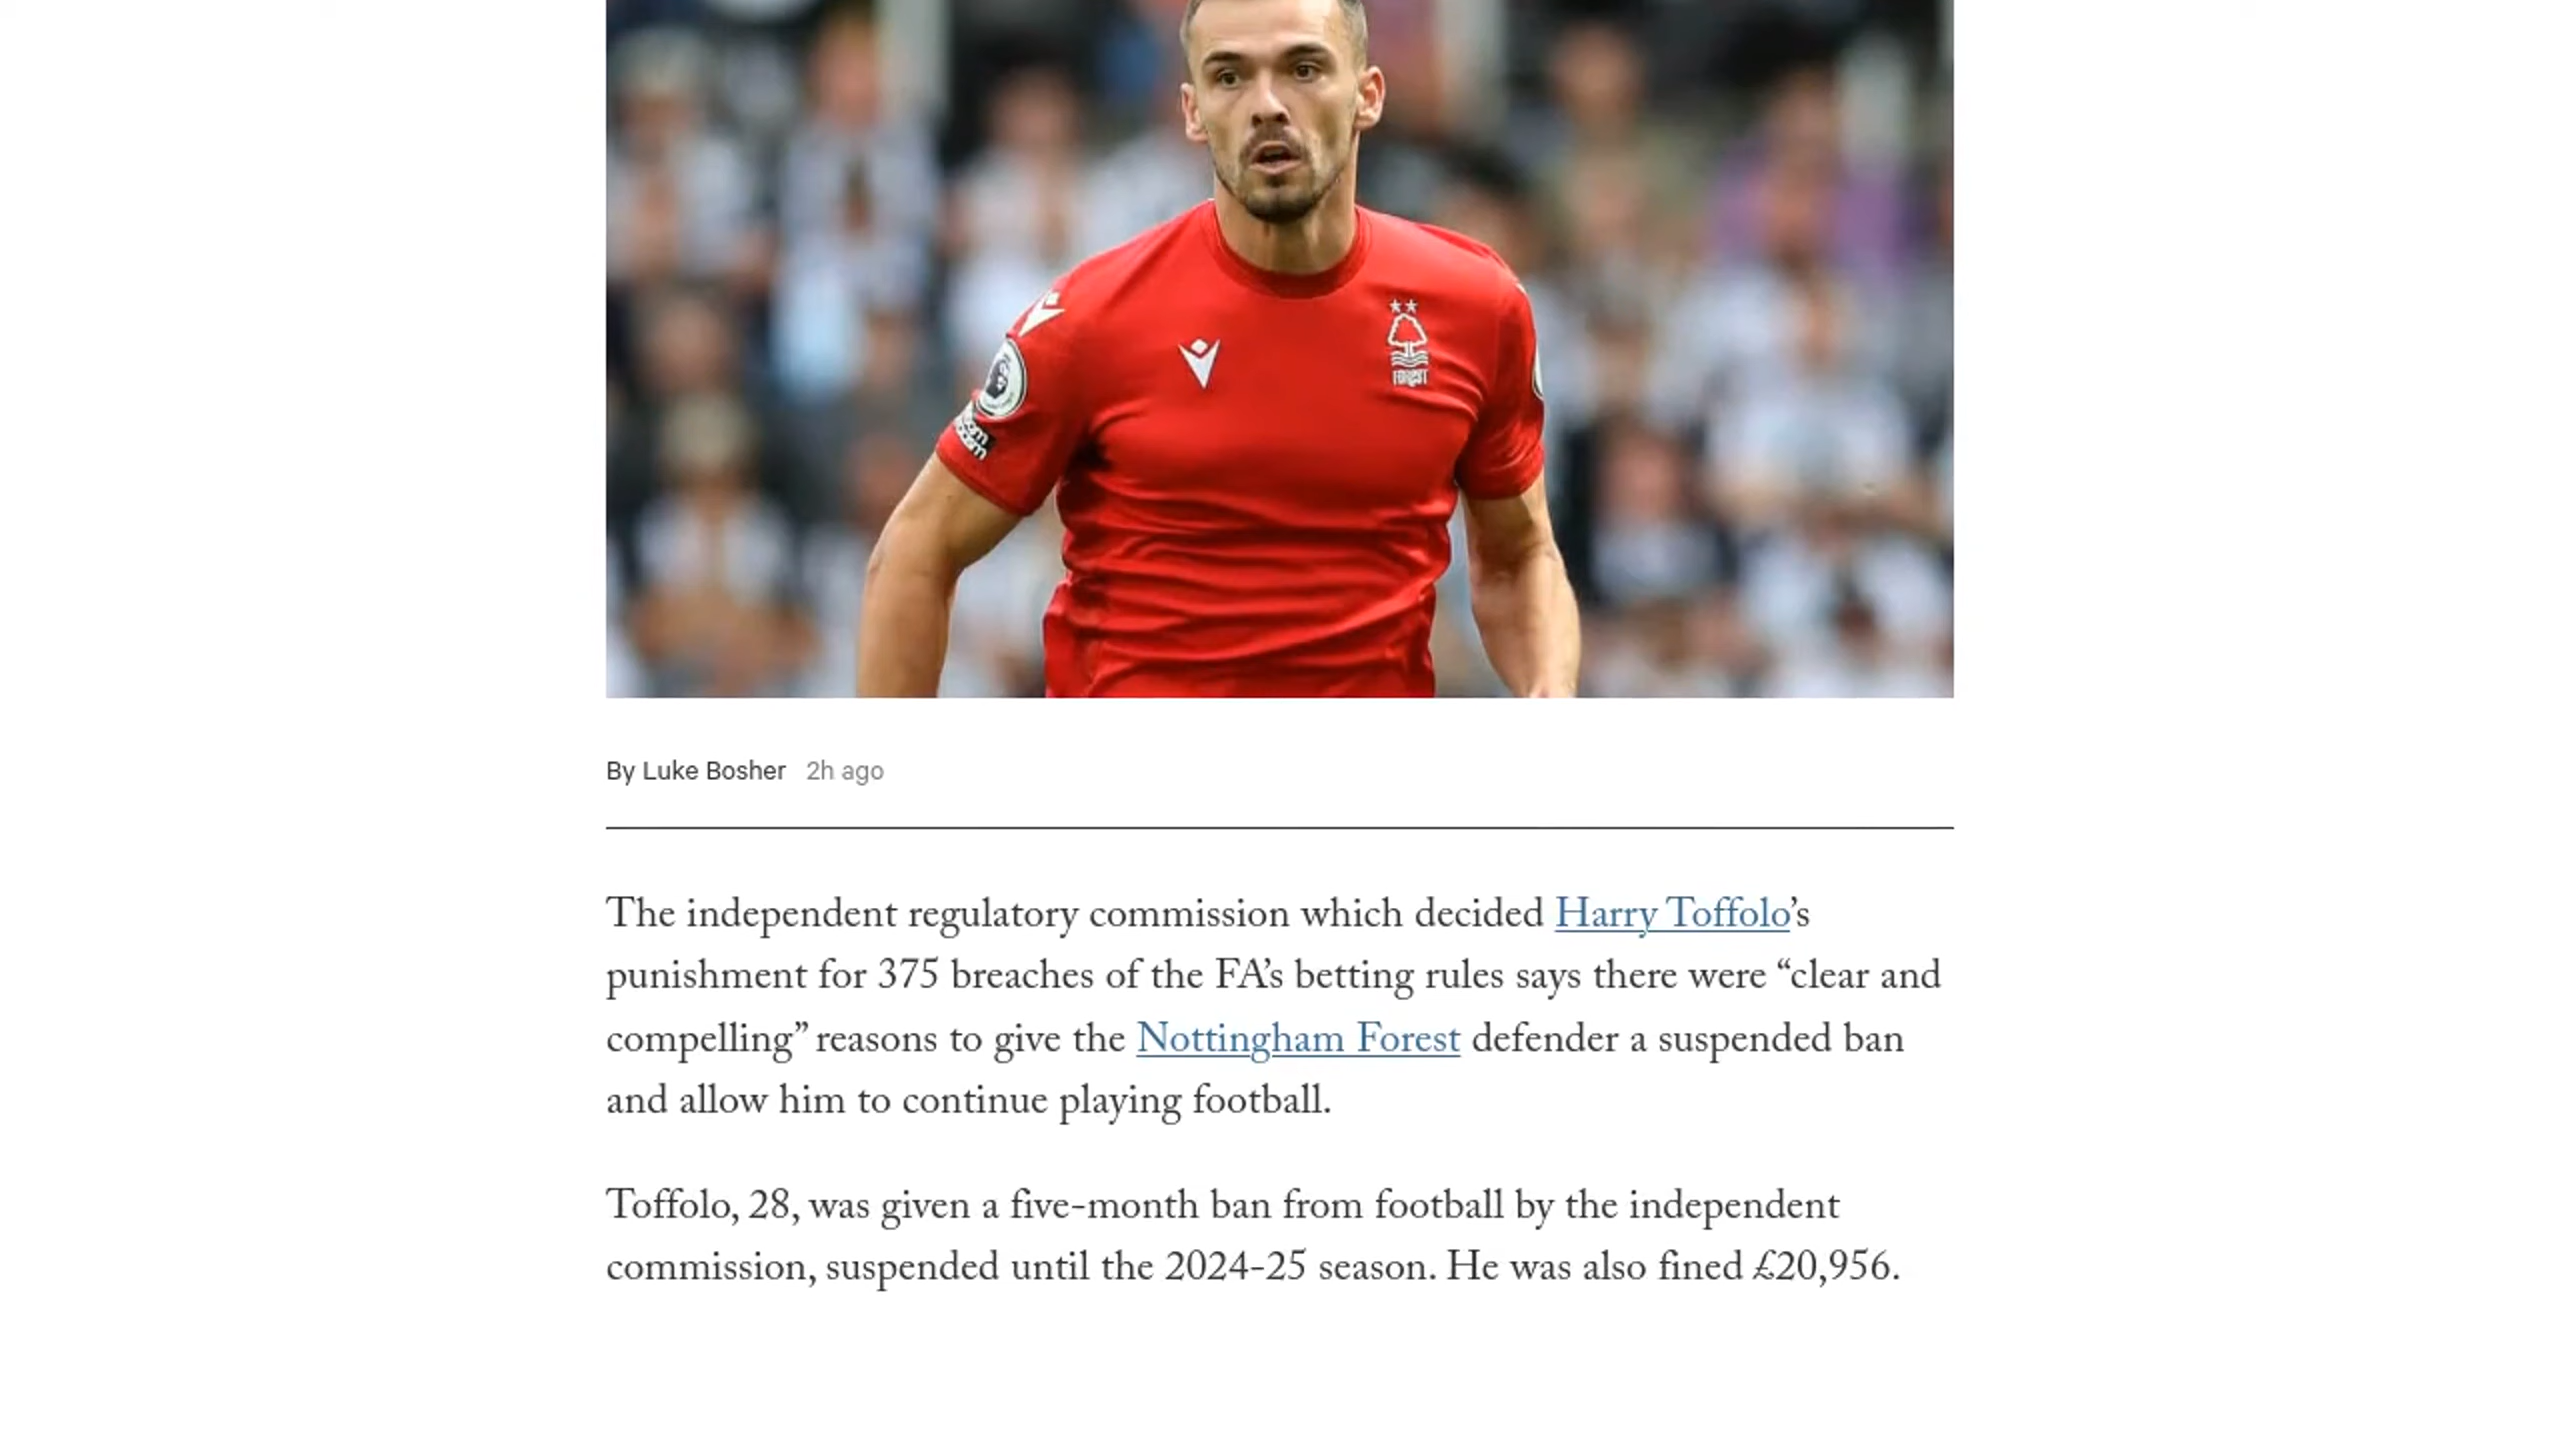 FOREST
By Luke Bosher 2h ago
The independent regulatory commission which decided Harry Toffolo’s
punishment for 375 breaches of the FA’s betting rules says there were “clear and
compelling” reasons to give the Nottingham Forest defender a suspended ban
and allow him to continue playing football.
Toffolo, 28, was given a five-month ban from football by the independent
commission, suspended until the 2024-25 season. He was also fined £20,956.